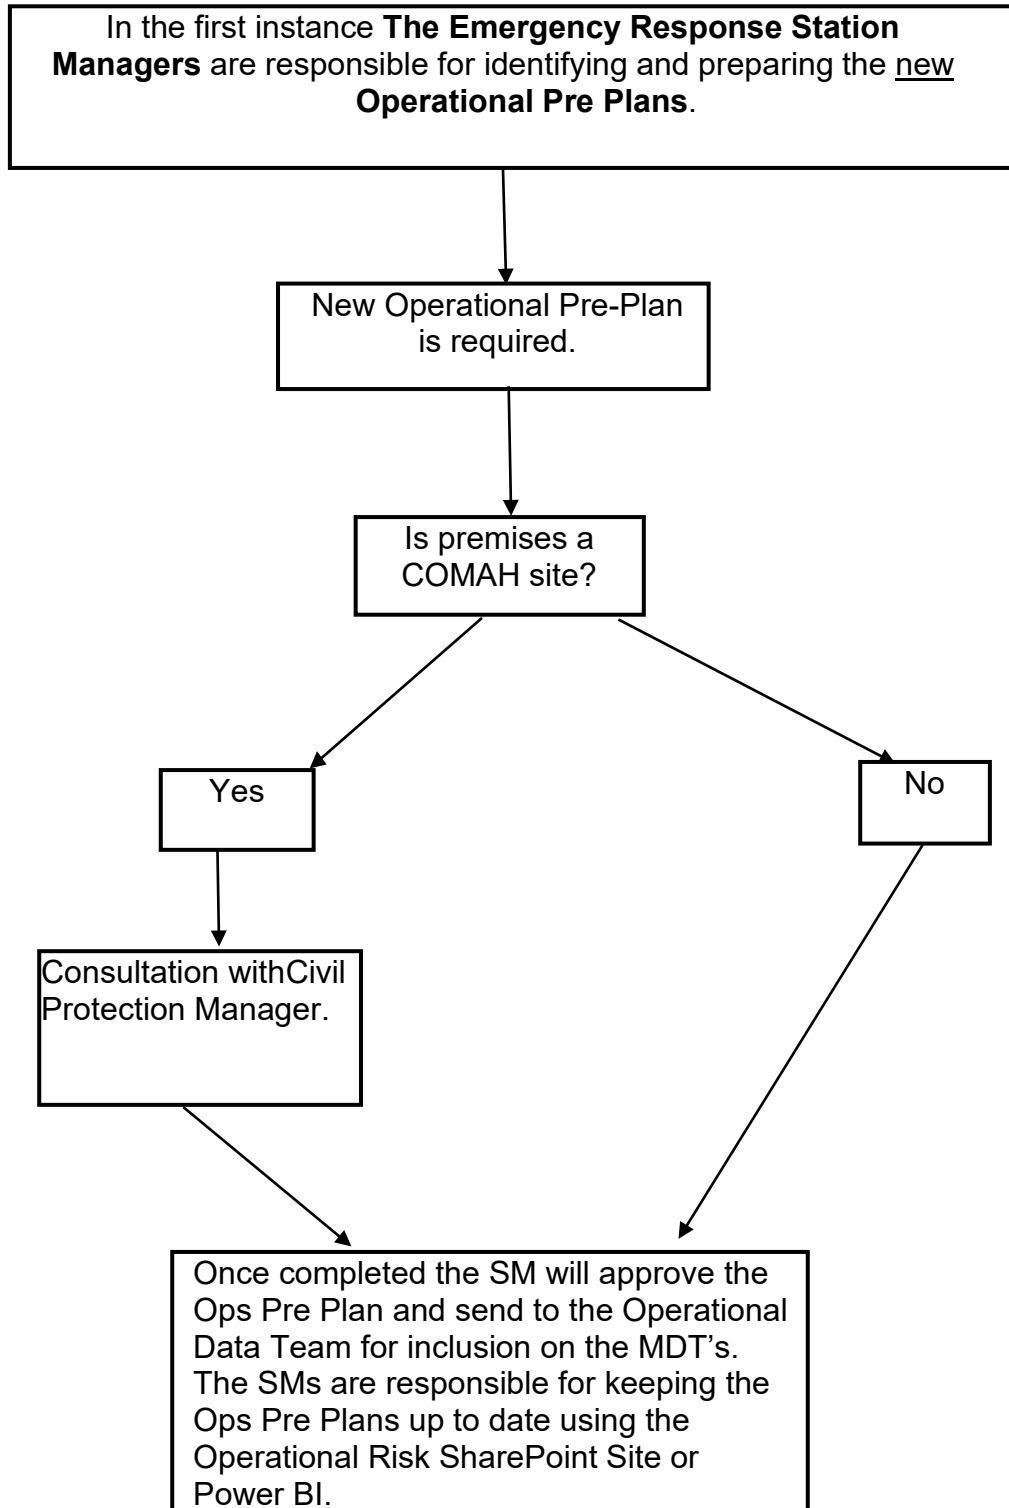 In the first instance The Emergency Response Station
Managers are responsible for identifying and preparing the new
Operational Pre Plans.
New Operational Pre-Plan
is required.
Is premises a
COMAH site?
Yes
No
Consultation withCivil
Protection Manager.
Once completed the SM will approve the
Ops Pre Plan and send to the Operational
Data Team for inclusion on the MDT’s.
The SMs are responsible for keeping the
Ops Pre Plans up to date using the
Operational Risk SharePoint Site or
Power BI.